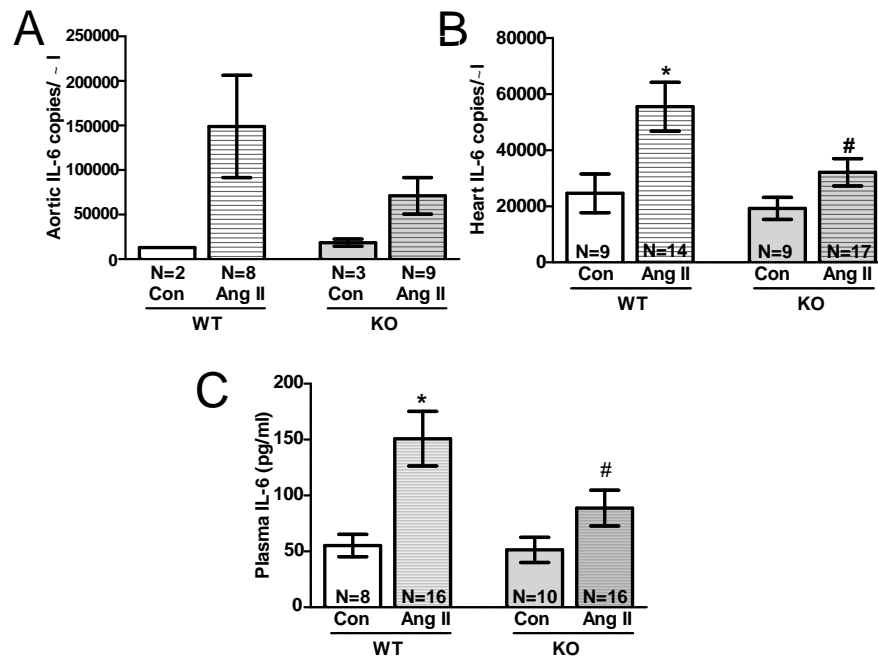 A
Aortic IL-6 copies/ ~ l
250000
200000
150000
100000
50000
0
N=2 N=8 N=3 N=9
Con Ang II Con Ang II
WT KO
B
Heart IL-6 copies/~l
80000
60000
40000
20000
0
* #
N=9 N=14 N=9 N=17
Con Ang II Con Ang II
WT KO
C
Plasma IL-6 (pg/ml)
200
150
100
50
0
* #
N=8 N=16 N=10 N=16
Con Ang II Con Ang II
WT KO